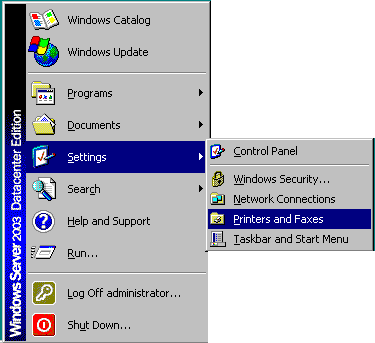 Windows Catalog
Windows Update
Programs
Documents
Settings
Search
Help and Support
Run...
Log Off administrator...
Shut Down...
Windows Server 2003 Datacenter Edition
Control Panel
Windows Security...
Network Connections
Printers and Faxes
Taskbar and Start Menu